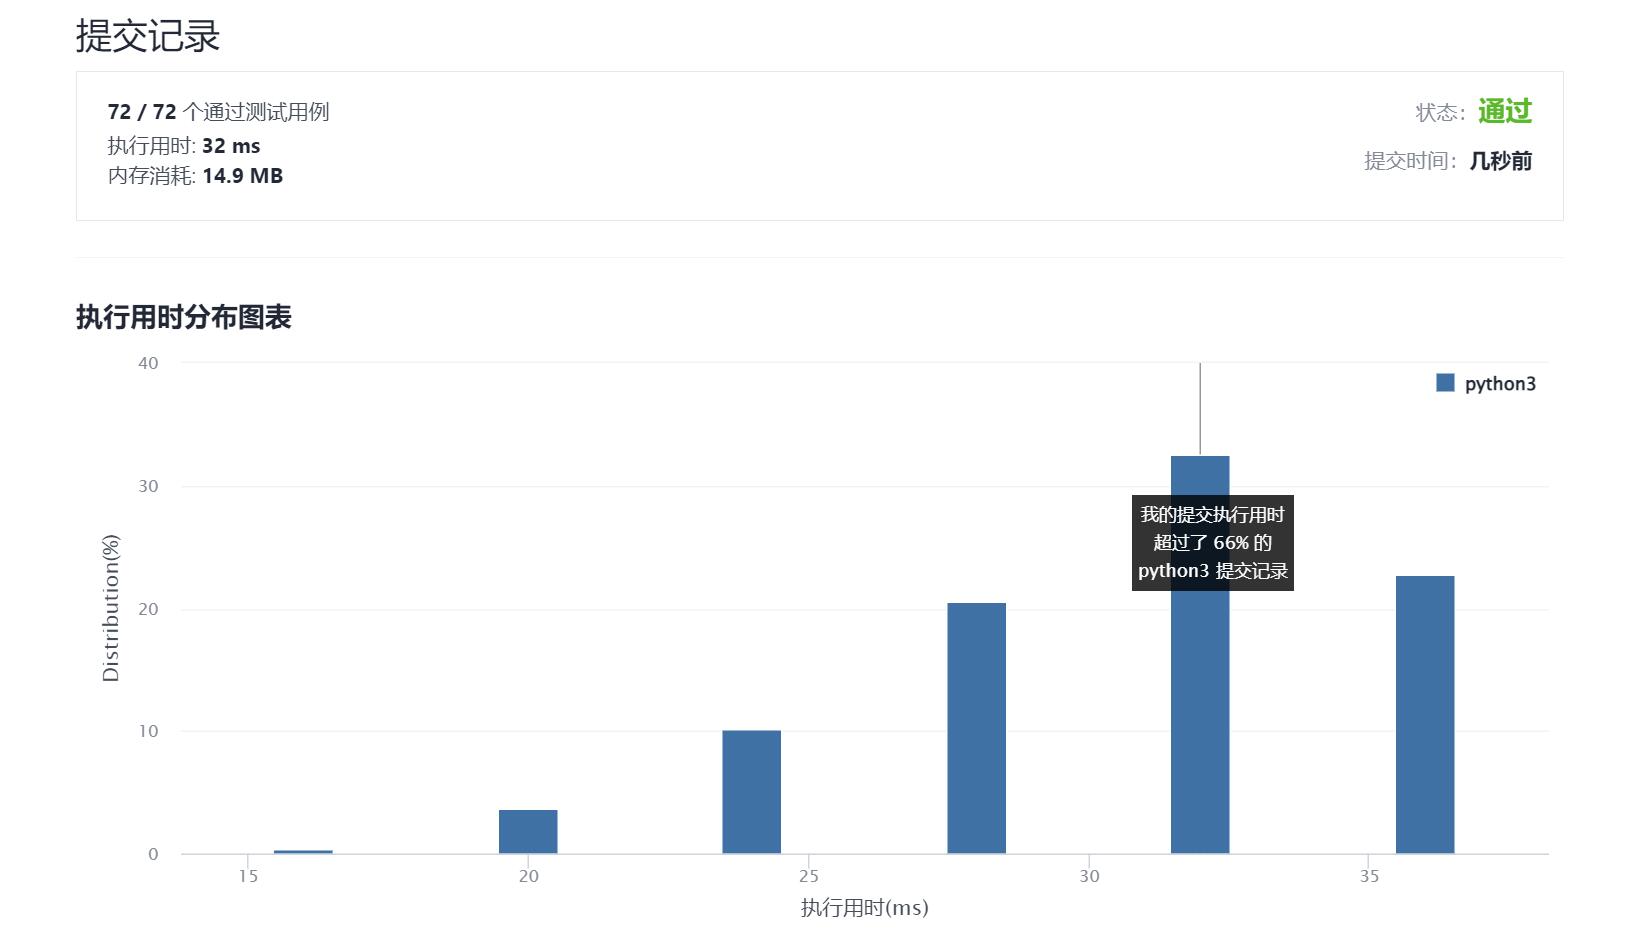 提交记录
72 / 72 个通过测试用例
状态：通过
执行用时: 32 ms
提交时间：几秒前
内存消耗: 14.9 MB
执行用时分布图表
40
python3
30
我的提交执行用时
超过了 66% 的
python3 提交记录
Distribution(%)
20
10
0
15
20
25
30
35
执行用时(ms)